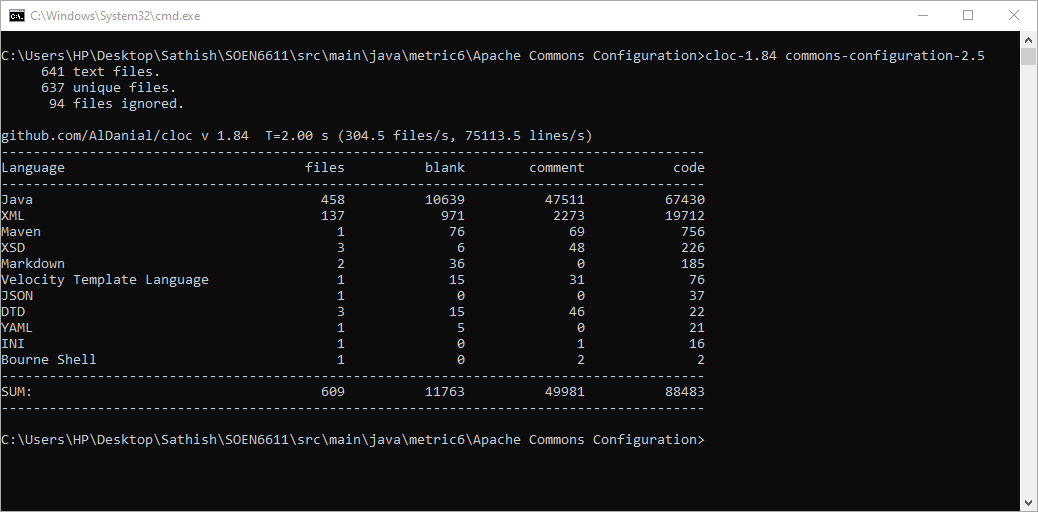 C:\Windows\System32\cmd.exe
C:\Users\HP\Desktop\Sathish\SOEN6611\src\main\java\metric6\Apache Commons Configuration>cloc-1.84 commons-configuration-2.5
     641 text files.
     637 unique files.
      94 files ignored.
github.com/AlDanial/cloc v 1.84  T=2.00 s (304.5 files/s, 75113.5 lines/s)
----------------------------------------------------------------------------------------
Language                              files          blank        comment           code
----------------------------------------------------------------------------------------
Java                                    458          10639          47511          67430
XML                                     137            971           2273          19712
Maven                                     1             76             69            756
XSD                                       3              6             48            226
Markdown                                  2             36              0            185
Velocity Template Language                1             15             31             76
JSON                                      1              0              0             37
DTD                                       3             15             46             22
YAML                                      1              5              0             21
INI                                       1              0              1             16
Bourne Shell                              1              0              2              2
----------------------------------------------------------------------------------------
SUM:                                    609          11763          49981          88483
----------------------------------------------------------------------------------------
C:\Users\HP\Desktop\Sathish\SOEN6611\src\main\java\metric6\Apache Commons Configuration>